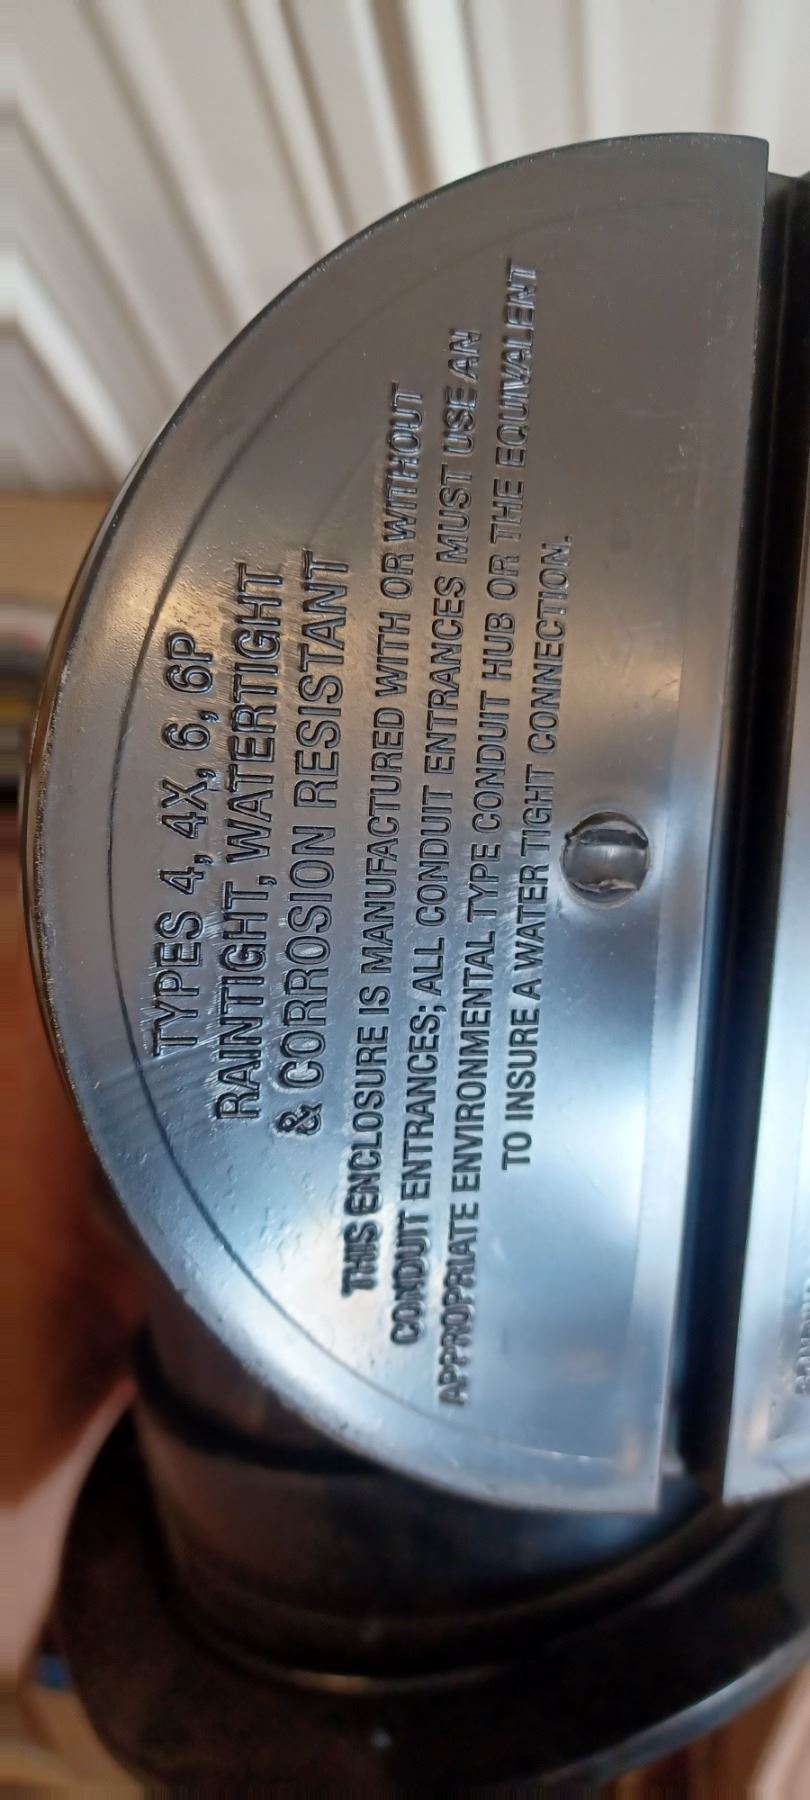 TYPES 4, 4X, 6, 6P
RAINTIGHT, WATERTIGHT
& CORROSION RESISTANT
THIS ENCLOSURE IS MANUFACTURED WITH OR WITHOUT
CONDUIT ENTRANCES; ALL CONDUIT ENTRANCES MUST USE AN
APPROPRIATE ENVIRONMENTAL TYPE CONDUIT HUB OR THE EQUIVALENT
TO INSURE A WATER TIGHT CONNECTION.